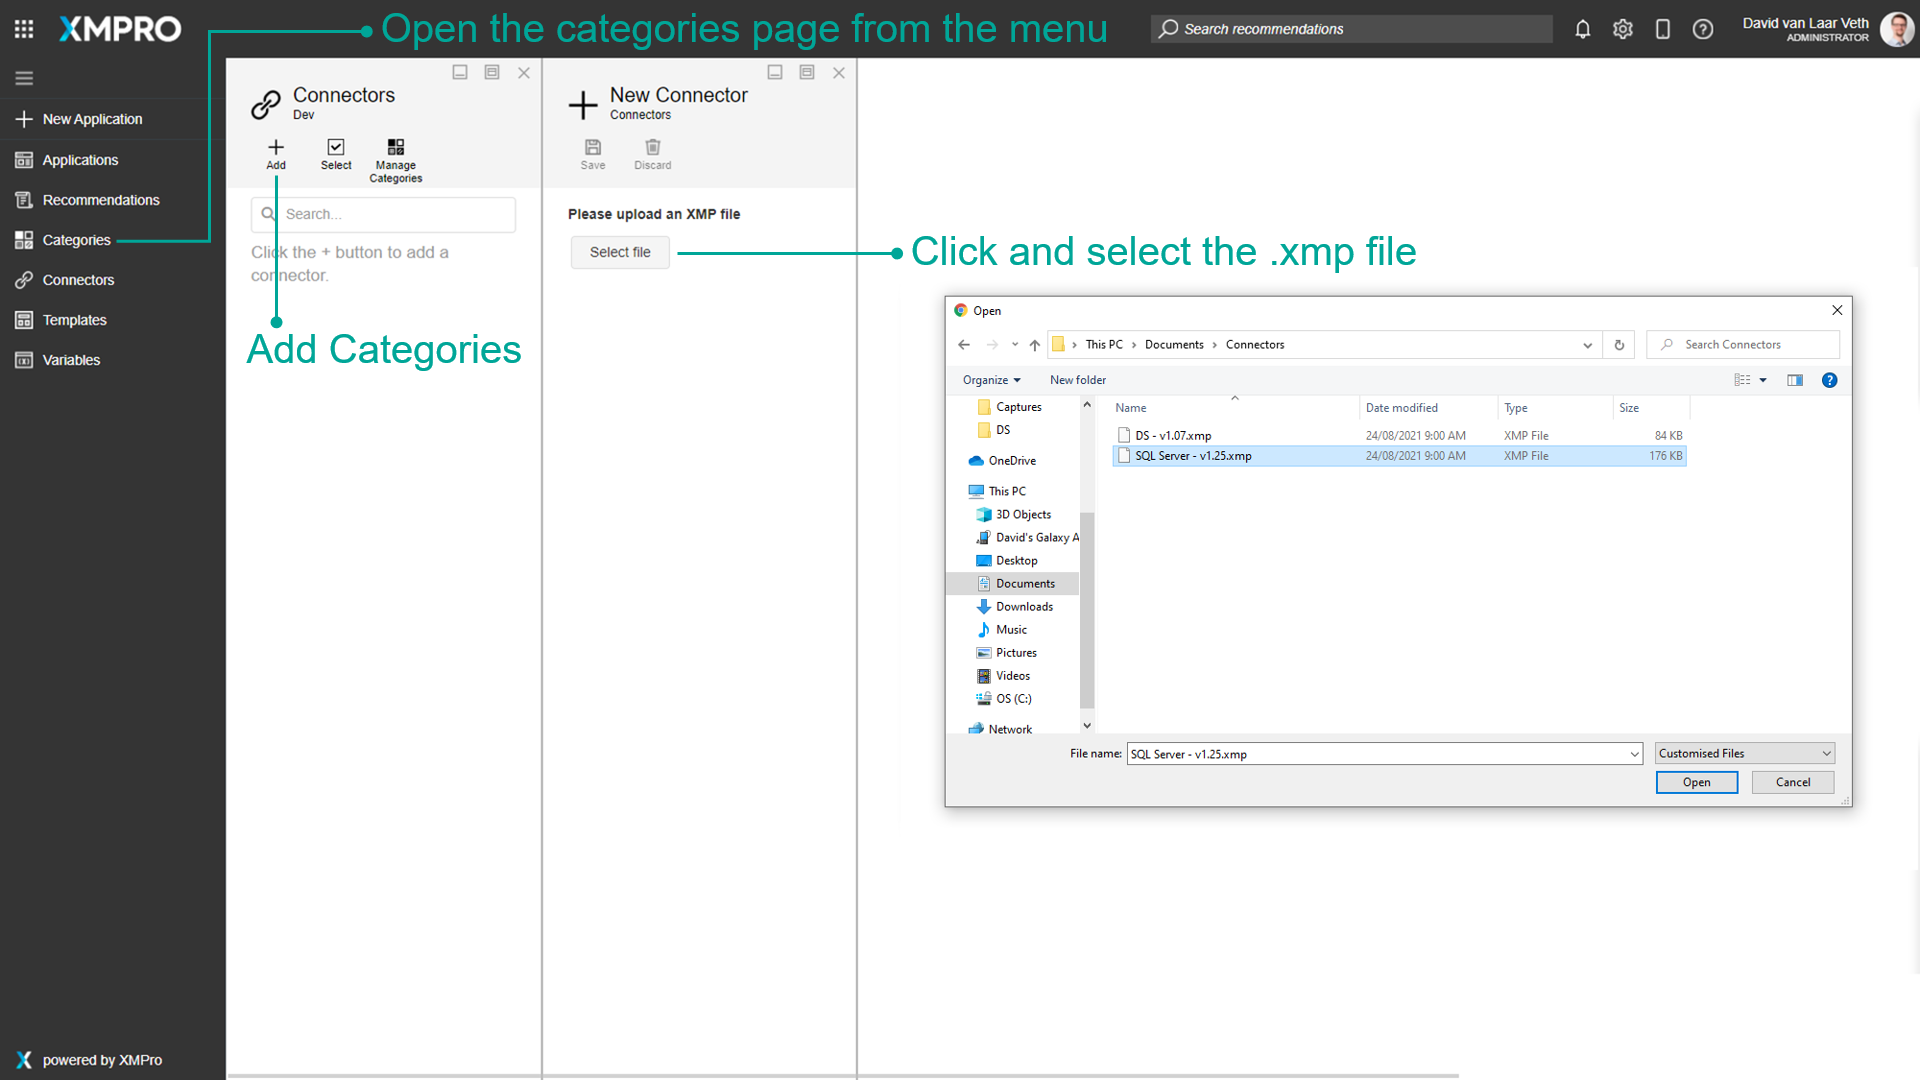 XMPRO
Open the categories page from the menu
Search recommendations
David van Laar Veth
ADMINISTRATOR
New Application
Applications
Recommendations
Categories
Connectors
Templates
Variables
powered by XMPro
Connectors
Dev
Add
Select
Manage
Categories
Search...
Click the + button to add a
connector.
Add Categories
New Connector
Connectors
Save
Discard
Please upload an XMP file
Select file
Click and select the .xmp file
Open
This PC > Documents > Connectors
Search Connectors
Organize
New folder
Captures
DS
OneDrive
This PC
3D Objects
David's Galaxy A
Desktop
Documents
Downloads
Music
Pictures
Videos
OS (C:)
Network
Name Date modified Type Size
DS - v1.07.xmp 24/08/2021 9:00 AM XMP File 84 KB
SQL Server - v1.25.xmp 24/08/2021 9:00 AM XMP File 176 KB
File name: SQL Server - v1.25.xmp
Customised Files
Open
Cancel